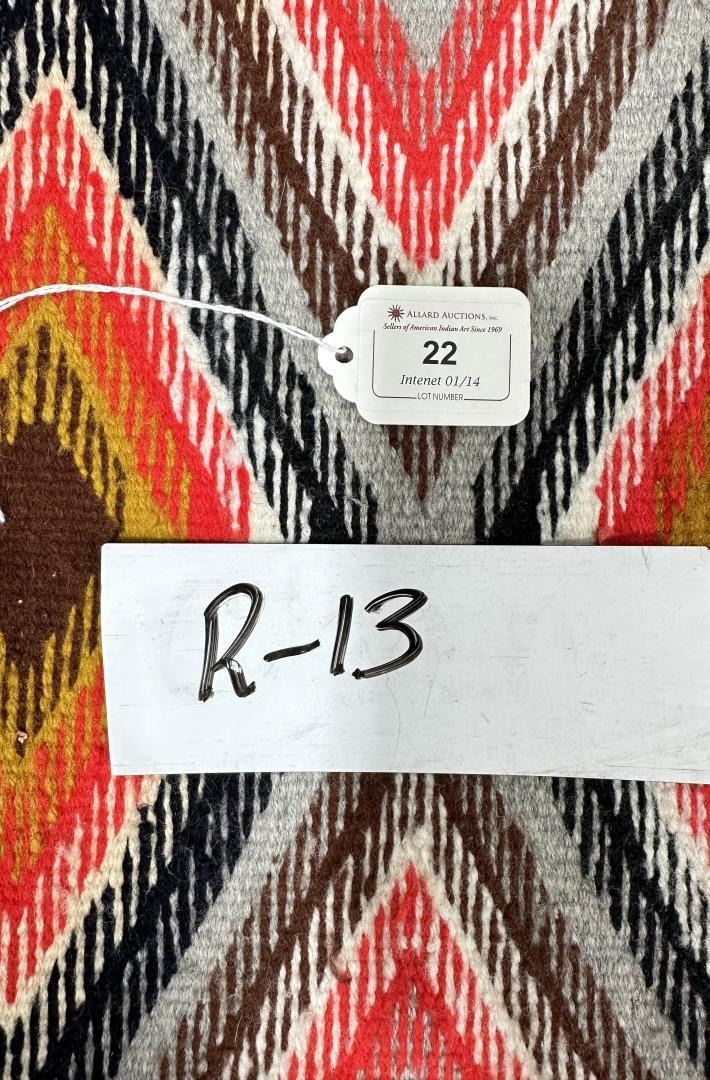 ALLARD AUCTIONS, INC.
Sellers of American Indian Art Since 1969
22
Intenet 01/14
LOT NUMBER
R-13